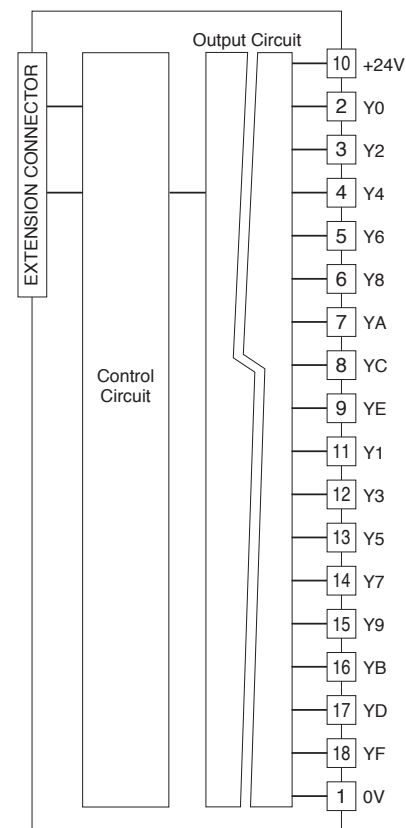 Output Circuit
EXTENSION CONNECTOR
Control
Circuit
10 +24V
2 Y0
3 Y2
4 Y4
5 Y6
6 Y8
7 YA
8 YC
9 YE
11 Y1
12 Y3
13 Y5
14 Y7
15 Y9
16 YB
17 YD
18 YF
1 0V